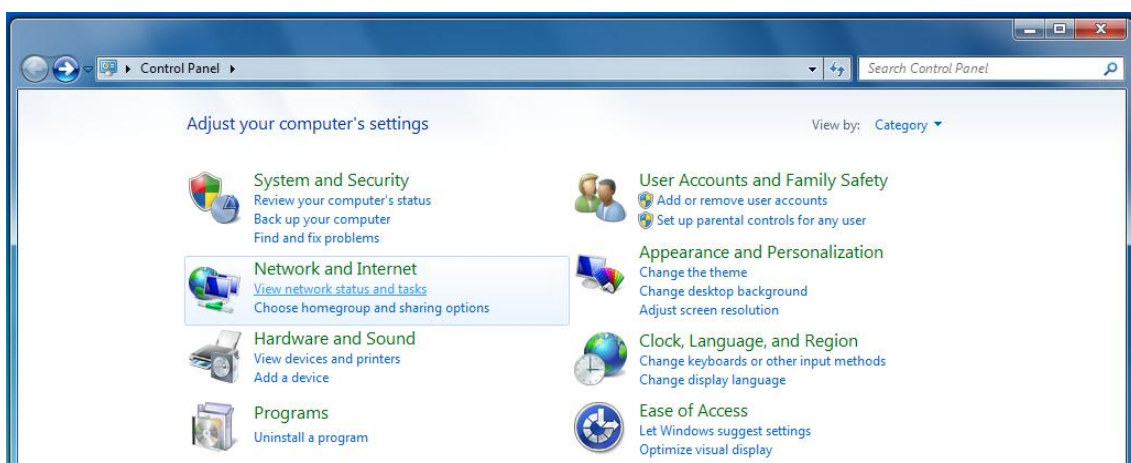 Control Panel
Search Control Panel
Adjust your computer's settings
View by: Category
System and Security
Review your computer's status
Back up your computer
Find and fix problems
Network and Internet
View network status and tasks
Choose homegroup and sharing options
Hardware and Sound
View devices and printers
Add a device
Programs
Uninstall a program
User Accounts and Family Safety
Add or remove user accounts
Set up parental controls for any user
Appearance and Personalization
Change the theme
Change desktop background
Adjust screen resolution
Clock, Language, and Region
Change keyboards or other input methods
Change display language
Ease of Access
Let Windows suggest settings
Optimize visual display